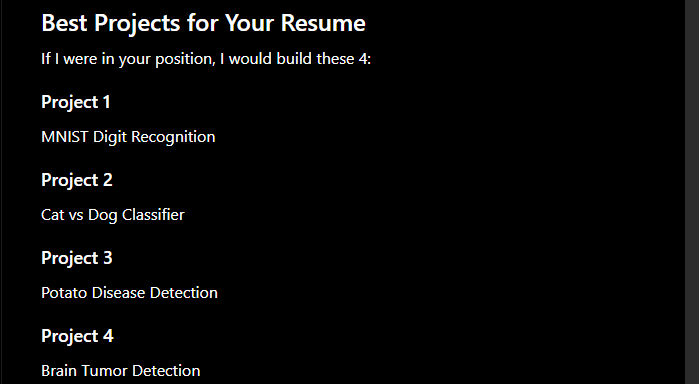 Best Projects for Your Resume
If I were in your position, I would build these 4:
Project 1
MNIST Digit Recognition
Project 2
Cat vs Dog Classifier
Project 3
Potato Disease Detection
Project 4
Brain Tumor Detection